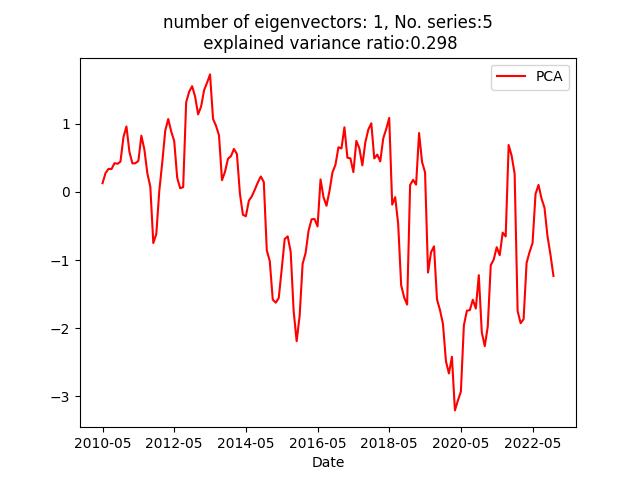 number of eigenvectors: 1, No. series:5
explained variance ratio:0.298
PCA
1
0
−1
−2
−3
2010-05 2012-05 2014-05 2016-05 2018-05 2020-05 2022-05
Date